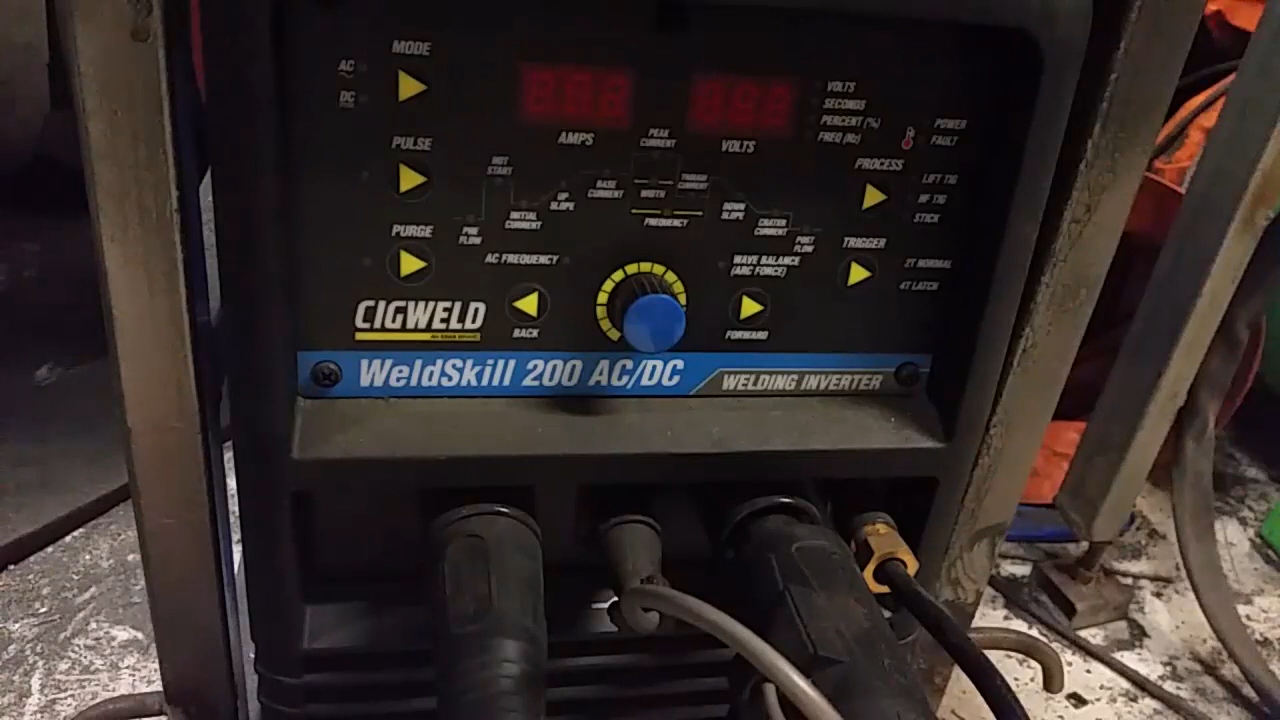 MODE
AC
DC
PULSE
PURGE
AMPS
VOLTS
VOLTS
SECONDS
PERCENT (%)
FREQ (Hz)
POWER
FAULT
PROCESS
LIFT TIG
HF TIG
STICK
TRIGGER
2T NORMAL
4T LATCH
HOT
START
PRE
FLOW
INITIAL
CURRENT
UP
SLOPE
BASE
CURRENT
PEAK
CURRENT
WIDTH
TROUGH
CURRENT
FREQUENCY
DOWN
SLOPE
CRATER
CURRENT
POST
FLOW
AC FREQUENCY
WAVE BALANCE
(ARC FORCE)
BACK
FORWARD
CIGWELD
WeldSkill 200 AC/DC
WELDING INVERTER